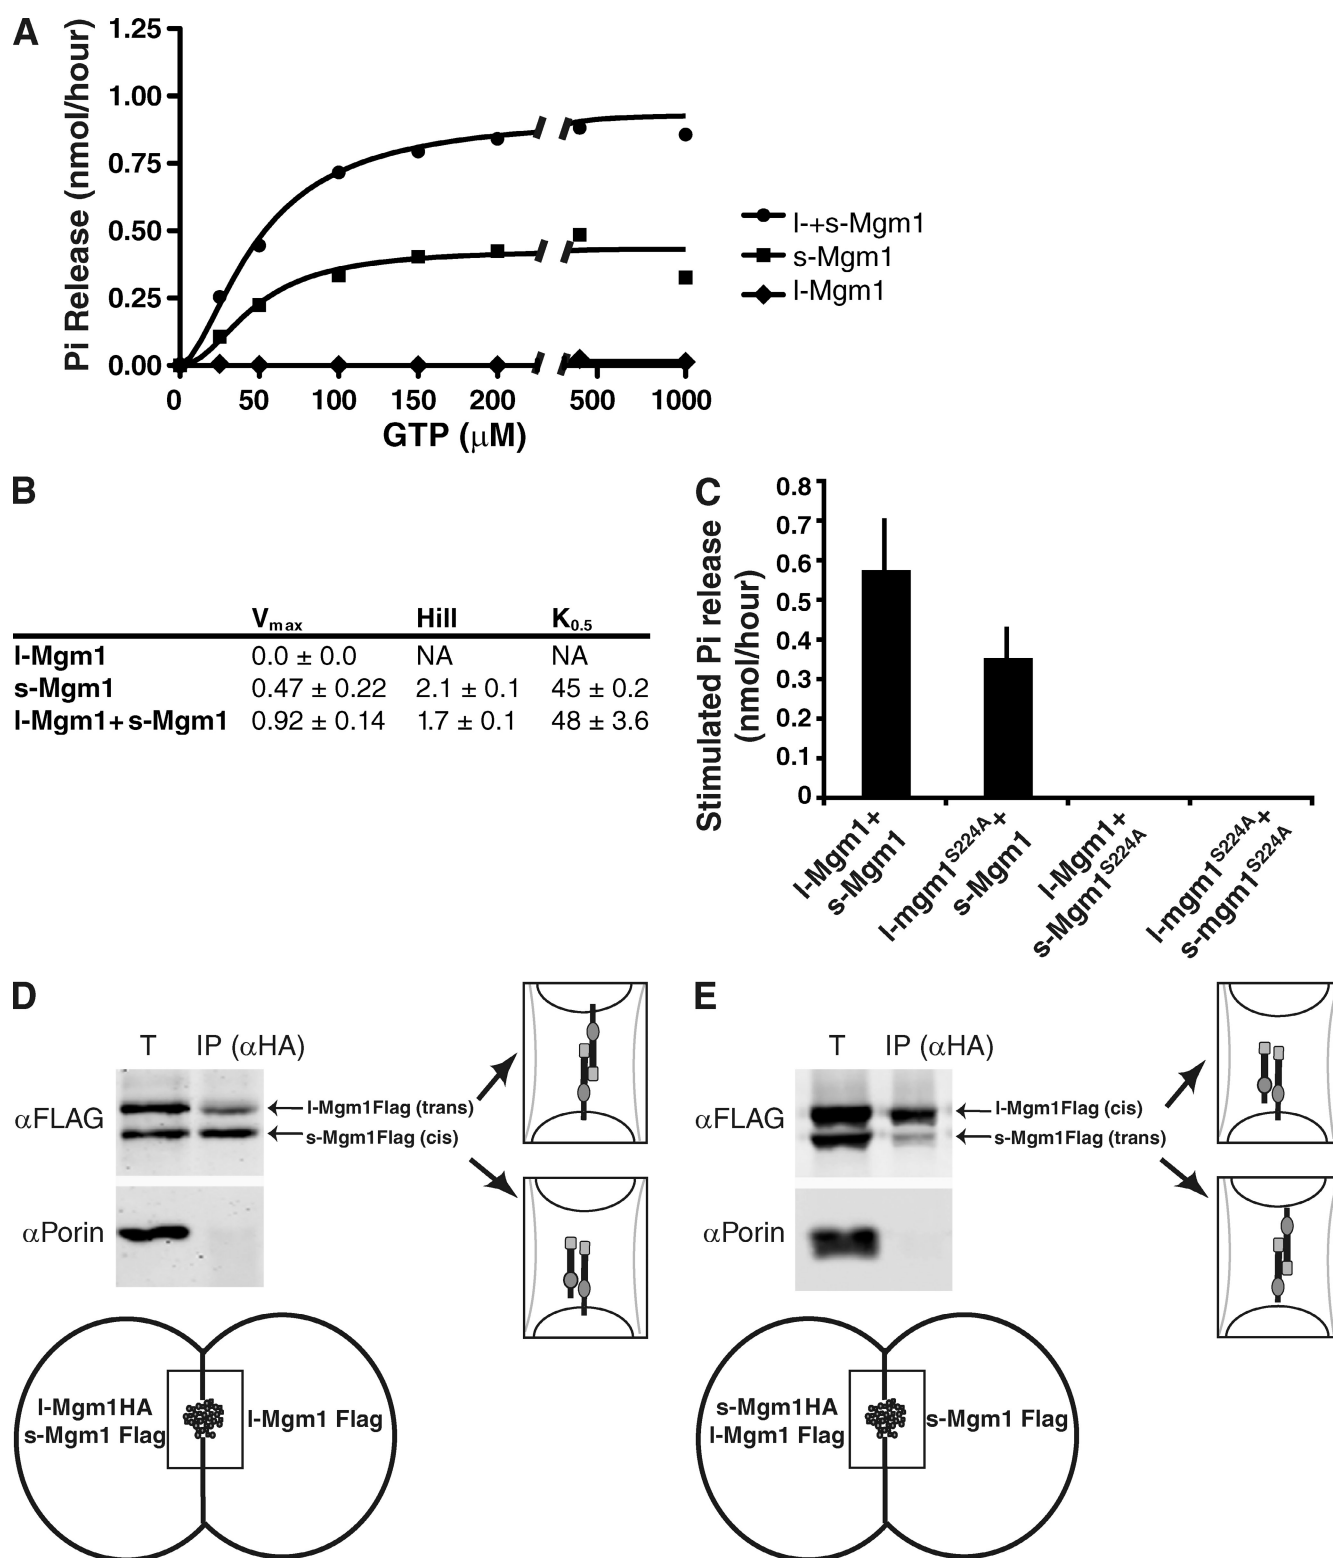 A
Pi Release (nmol/hour)
1.25
1.00
0.75
0.50
0.25
0.00
0 50 100 150 200 500 1000
GTP (μM)
l-+s-Mgm1
s-Mgm1
l-Mgm1
B
Vmax Hill K0.5
l-Mgm1 0.0 ± 0.0 NA NA
s-Mgm1 0.47 ± 0.22 2.1 ± 0.1 45 ± 0.2
l-Mgm1+s-Mgm1 0.92 ± 0.14 1.7 ± 0.1 48 ± 3.6
C
Stimulated Pi release
(nmol/hour)
0.8
0.7
0.6
0.5
0.4
0.3
0.2
0.1
0
l-Mgm1+
s-Mgm1
l-mgm1S224A+
s-Mgm1
l-Mgm1+
s-Mgm1S224A
l-mgm1S224A+
s-mgm1S224A
D
T IP (αHA)
αFLAG
l-Mgm1Flag (trans)
s-Mgm1Flag (cis)
αPorin
l-Mgm1HA
s-Mgm1 Flag
l-Mgm1 Flag
E
T IP (αHA)
αFLAG
l-Mgm1Flag (cis)
s-Mgm1Flag (trans)
αPorin
s-Mgm1HA
l-Mgm1 Flag
s-Mgm1 Flag